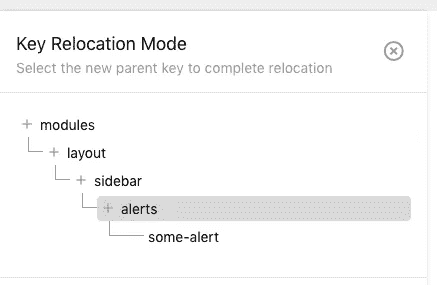 Key Relocation Mode
Select the new parent key to complete relocation
modules
layout
sidebar
alerts
some-alert